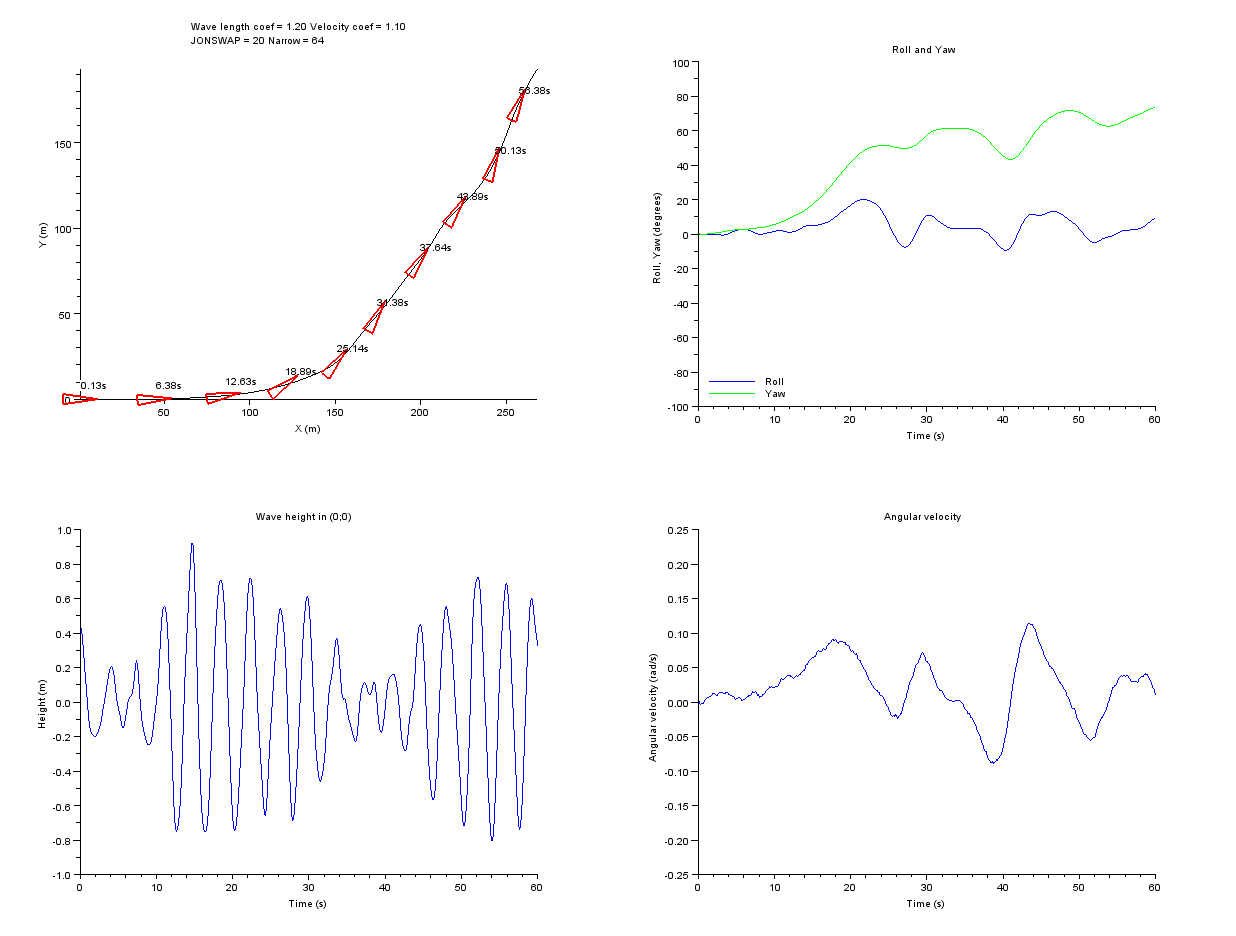 Wave length coef = 1.20 Velocity coef = 1.10
JONSWAP = 20 Narrow = 64
Y (m)
150
100
50
0
0.13s
6.38s
12.63s
18.89s
25.14s
31.38s
37.64s
43.89s
50.13s
56.38s
50 100 150 200 250
X (m)
Roll and Yaw
Roll, Yaw (degrees)
100
80
60
40
20
0
-20
-40
-60
-80
-100
Roll
Yaw
0 10 20 30 40 50 60
Time (s)
Wave height in (0;0)
Height (m)
1.0
0.8
0.6
0.4
0.2
0.0
-0.2
-0.4
-0.6
-0.8
-1.0
0 10 20 30 40 50 60
Time (s)
Angular velocity
Angular velocity (rad/s)
0.25
0.20
0.15
0.10
0.05
0.00
-0.05
-0.10
-0.15
-0.20
-0.25
0 10 20 30 40 50 60
Time (s)